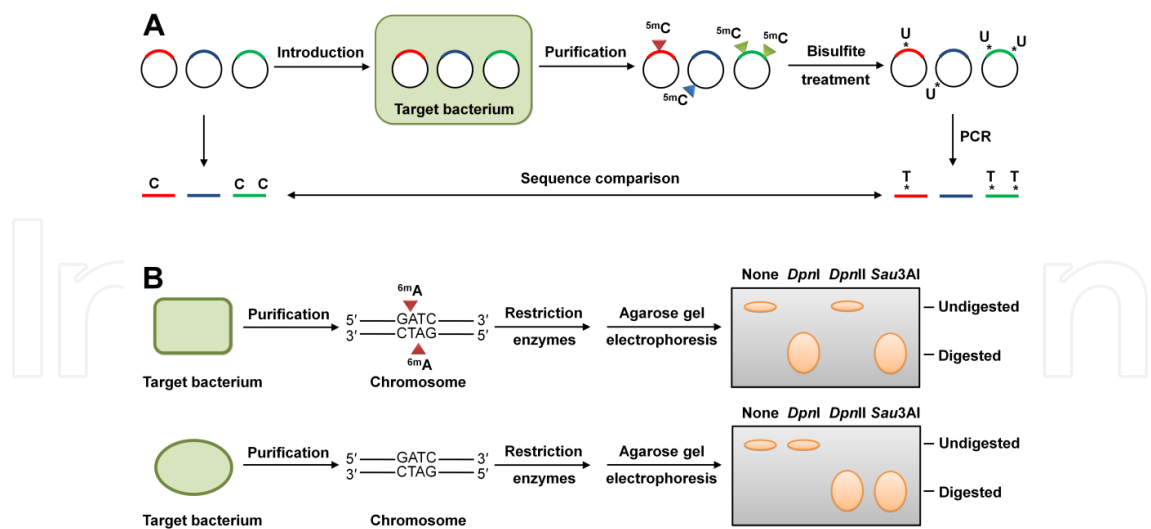 A
Introduction
Target bacterium
Purification
5mC
5mC
5mC
5mC
Bisulfite
treatment
U
*
U
*
*U
U*
PCR
C
C C
Sequence comparison
T
*
T T
* *
B
Target bacterium
Purification
6mA
5′ GATC 3′
3′ CTAG 5′
6mA
Chromosome
Restriction
enzymes
Agarose gel
electrophoresis
None DpnI DpnII Sau3AI
Undigested
Digested
Target bacterium
Purification
5′ GATC 3′
3′ CTAG 5′
Chromosome
Restriction
enzymes
Agarose gel
electrophoresis
None DpnI DpnII Sau3AI
Undigested
Digested